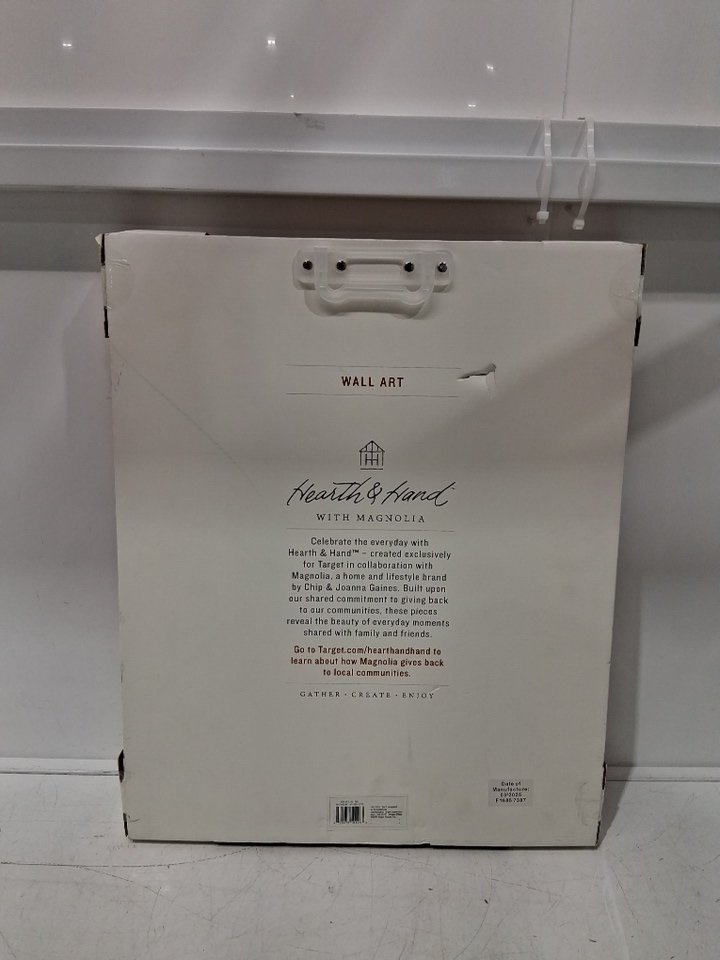 WALL ART
Hearth & Hand
WITH MAGNOLIA
Celebrate the everyday with
Hearth & Hand™ – created exclusively
for Target in collaboration with
Magnolia, a home and lifestyle brand
by Chip & Joanna Gaines. Built upon
our shared commitment to giving back
to our communities, these pieces
reveal the beauty of everyday moments
shared with family and friends.
Go to Target.com/hearthandhand to
learn about how Magnolia gives back
to local communities.
GATHER · CREATE · ENJOY
Date of
Manufacture: